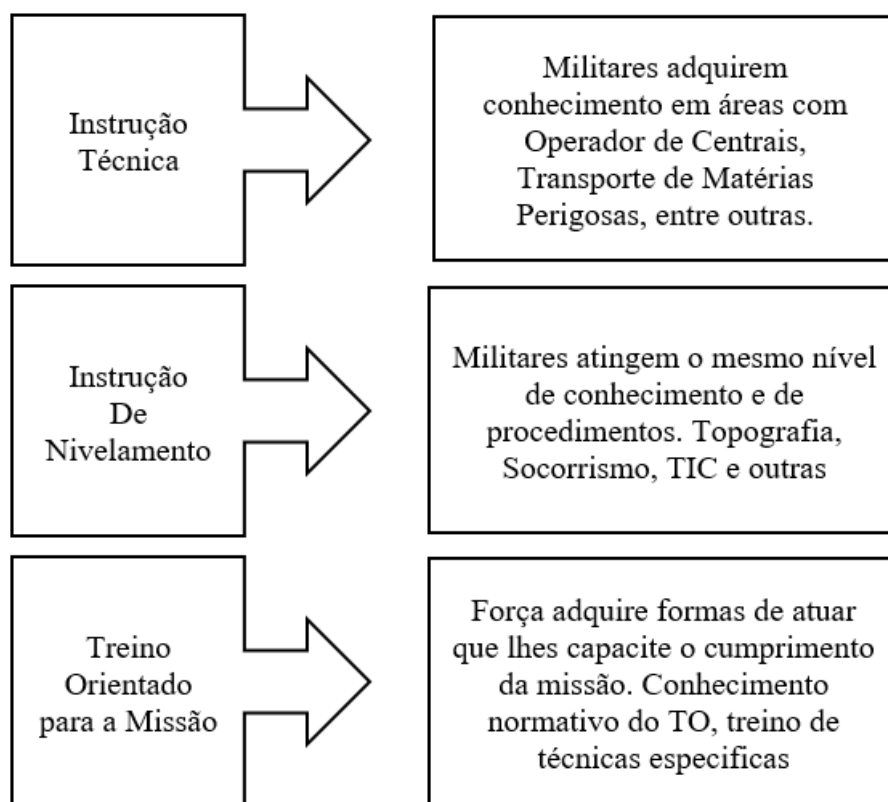 Instrução
Técnica
Militares adquirem
conhecimento em áreas com
Operador de Centrais,
Transporte de Matérias
Perigosas, entre outras.
Instrução
De
Nivelamento
Militares atingem o mesmo nível
de conhecimento e de
procedimentos. Topografia,
Socorrismo, TIC e outras
Treino
Orientado
para a Missão
Força adquire formas de atuar
que lhes capacite o cumprimento
da missão. Conhecimento
normativo do TO, treino de
técnicas especificas